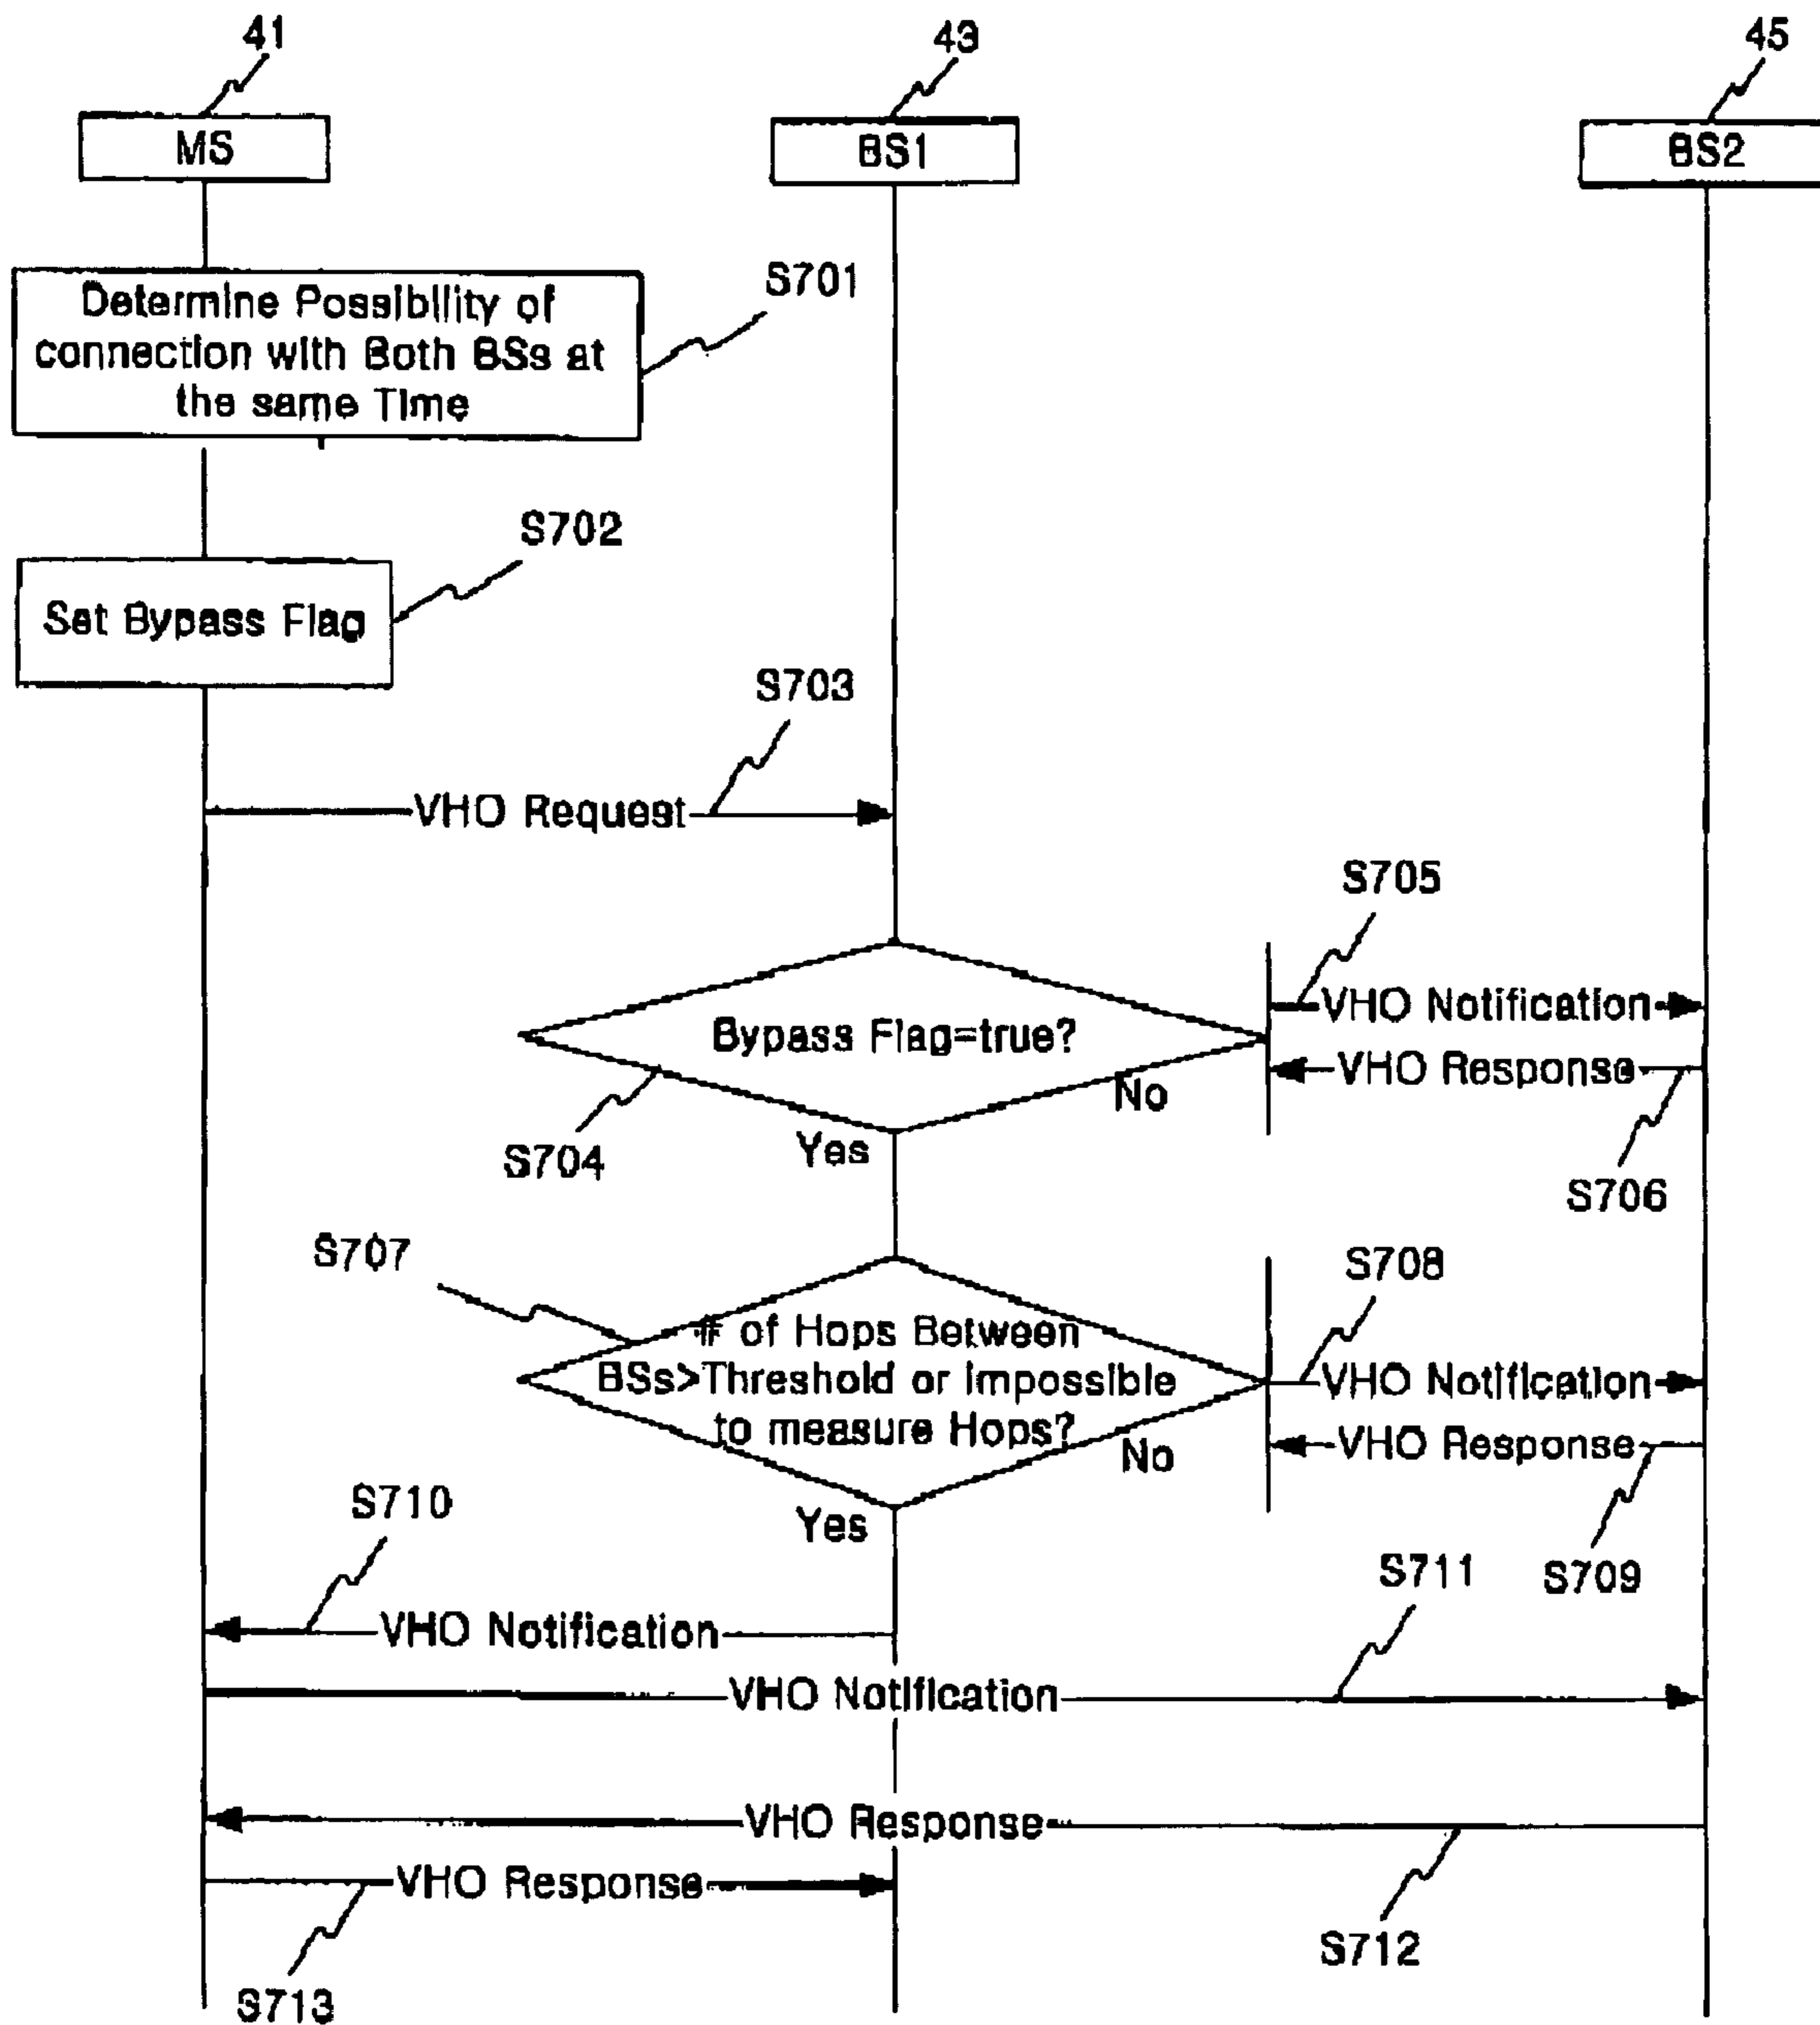 41
43
45
MS
BS1
BS2
Determine Possibility of
connection with Both BSs at
the same Time
S701
Set Bypass Flag
S702
S703
VHO Request
S705
VHO Notification
Bypass Flag=true?
VHO Response
No
Yes
S704
S706
S707
S708
# of Hops Between
BSs>Threshold or Impossible
to measure Hops?
VHO Notification
VHO Response
No
Yes
S710
S709
S711
VHO Notification
VHO Notification
VHO Response
VHO Response
S712
S713